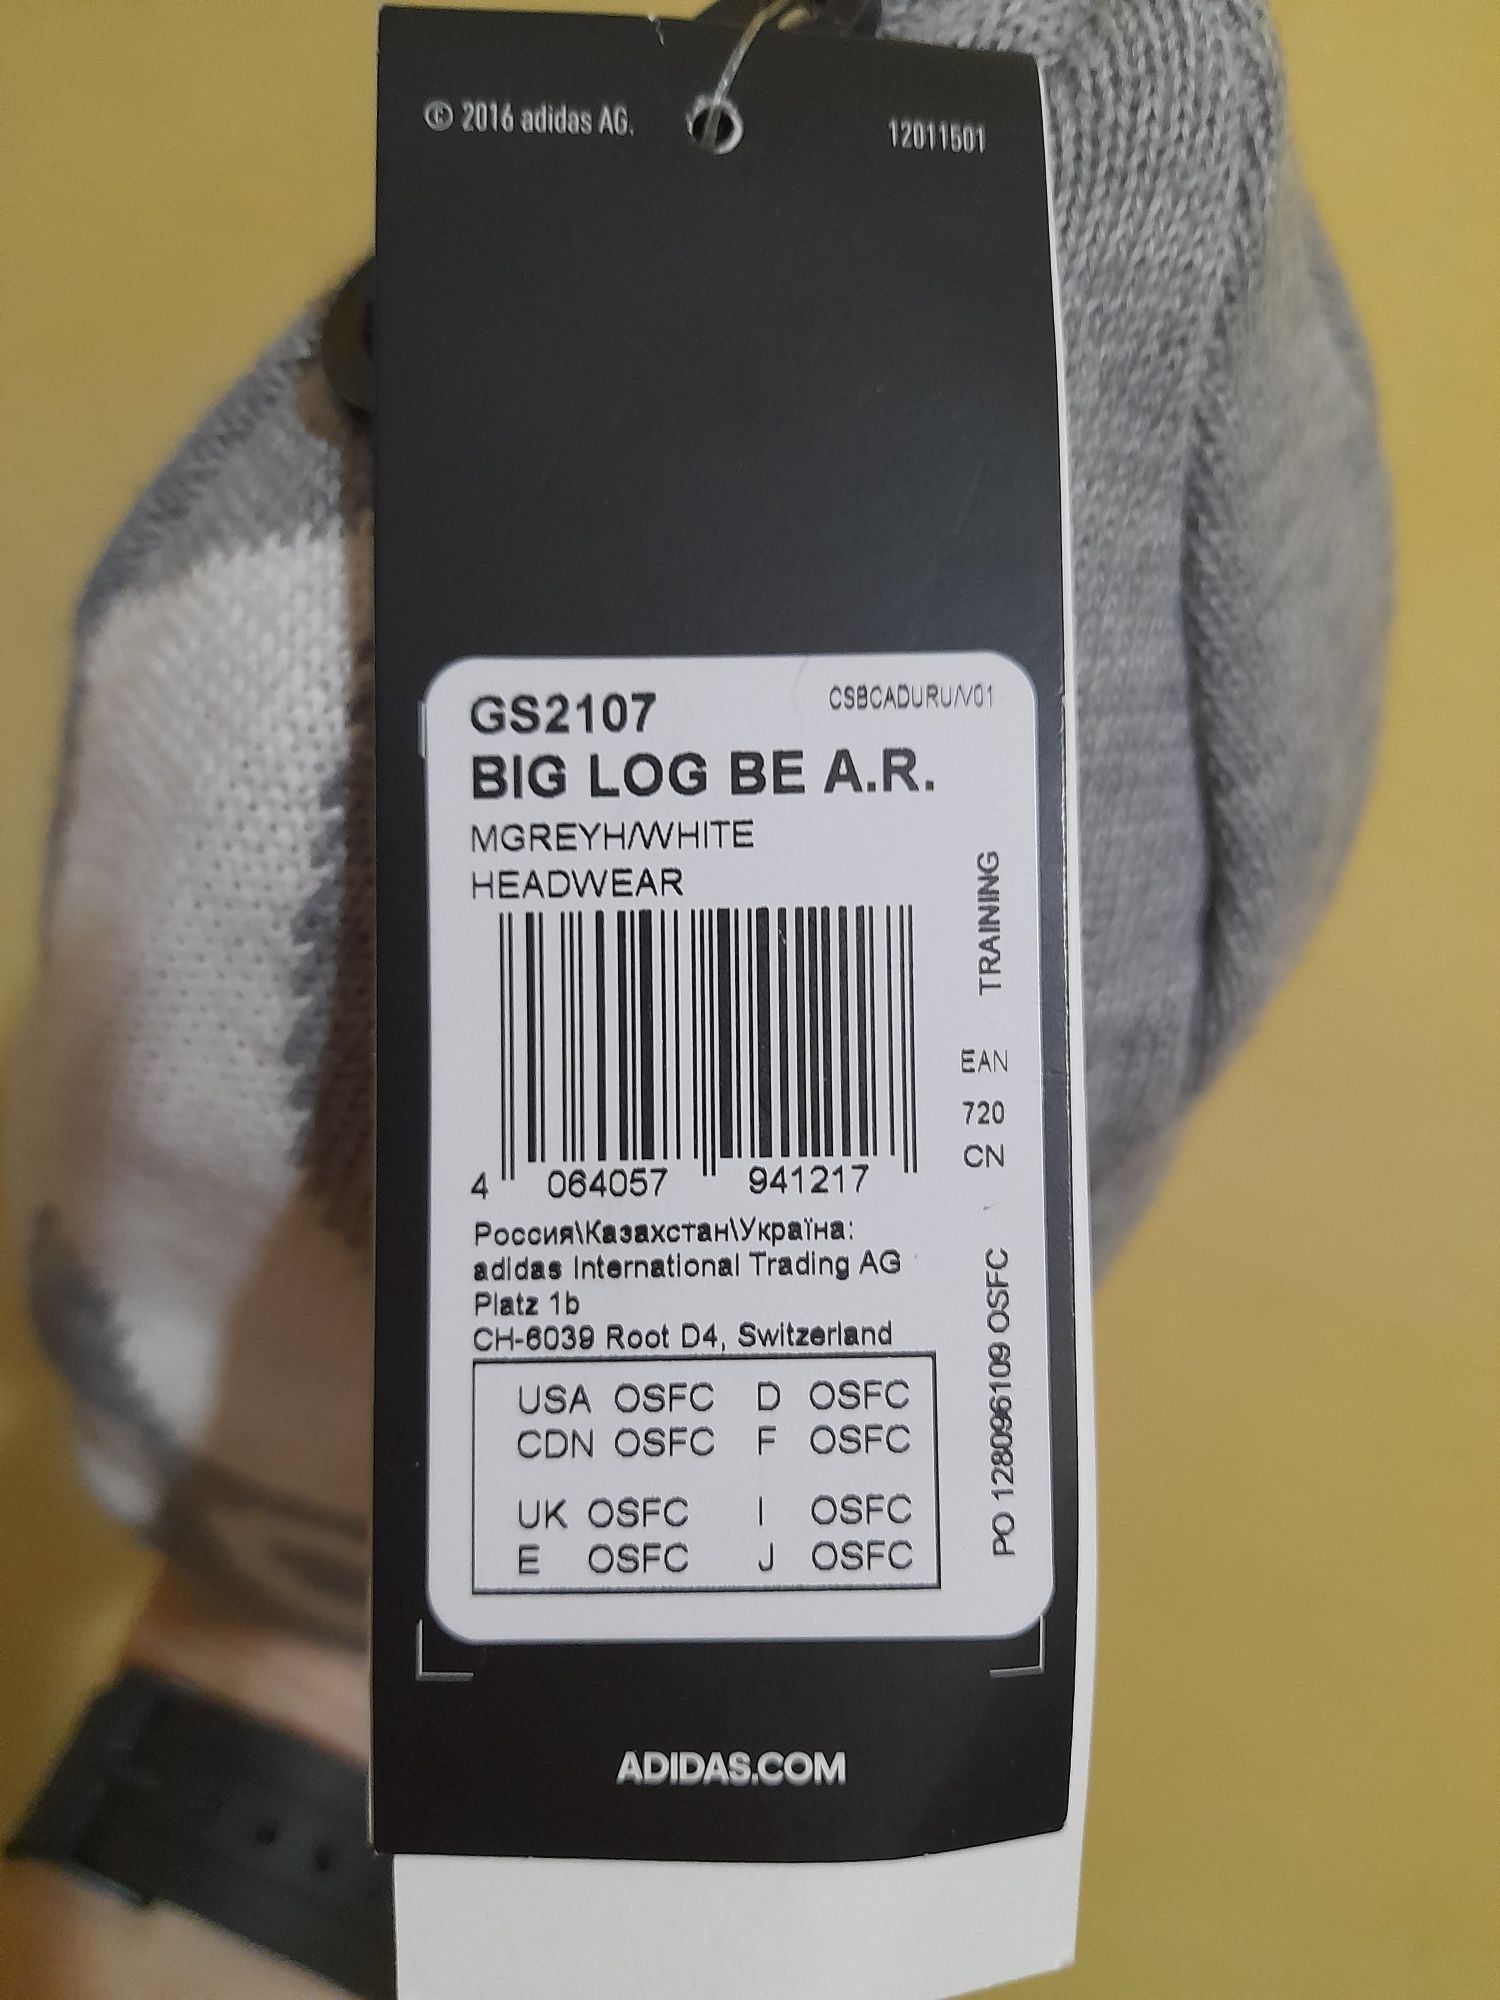 © 2016 adidas AG.
12011501
GS2107
CSBCADURU/V01
BIG LOG BE A.R.
MGREYH/WHITE
HEADWEAR
TRAINING
EAN
720
CN
4 064057 941217
Россия\Казахстан\Україна:
adidas International Trading AG
Platz 1b
CH-6039 Root D4, Switzerland
PO 128096109 OSFC
USA OSFC D OSFC
CDN OSFC F OSFC
UK OSFC I OSFC
E OSFC J OSFC
ADIDAS.COM